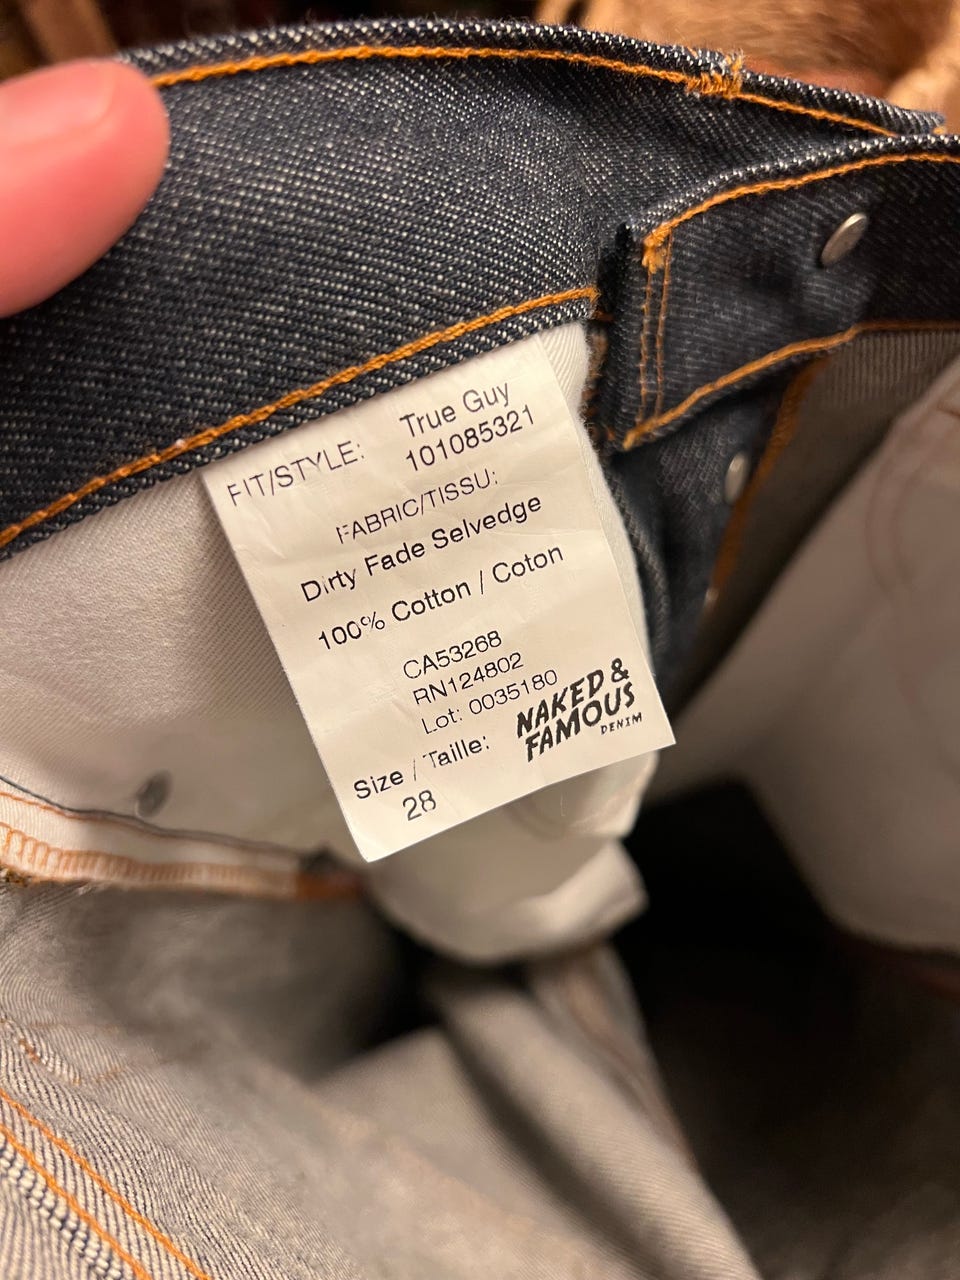 FIT/STYLE: True Guy
101085321
FABRIC/TISSU:
Dirty Fade Selvedge
100% Cotton / Coton
CA53268
RN124802
Lot: 0035180
NAKED &
FAMOUS
DENIM
Size / Taille:
28